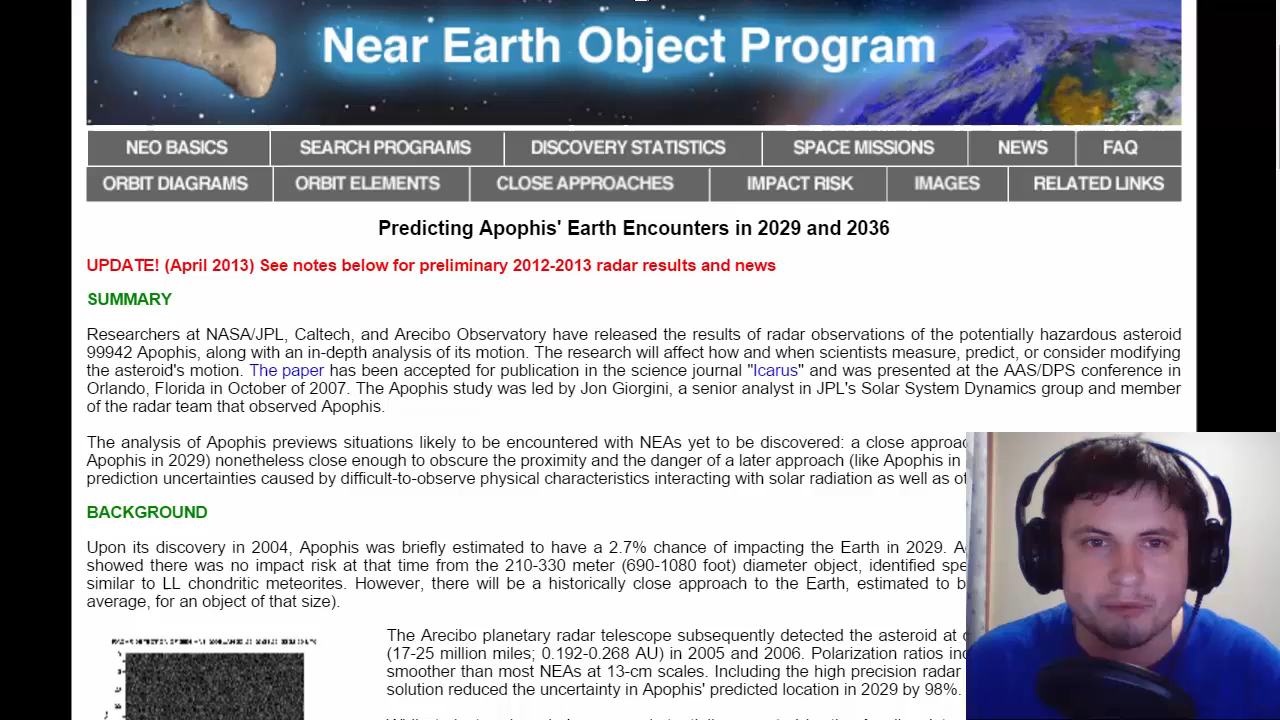 Near Earth Object Program
NEO BASICS SEARCH PROGRAMS DISCOVERY STATISTICS SPACE MISSIONS NEWS FAQ
ORBIT DIAGRAMS ORBIT ELEMENTS CLOSE APPROACHES IMPACT RISK IMAGES RELATED LINKS
Predicting Apophis' Earth Encounters in 2029 and 2036
UPDATE! (April 2013) See notes below for preliminary 2012-2013 radar results and news
SUMMARY
Researchers at NASA/JPL, Caltech, and Arecibo Observatory have released the results of radar observations of the potentially hazardous asteroid
99942 Apophis, along with an in-depth analysis of its motion. The research will affect how and when scientists measure, predict, or consider modifying
the asteroid's motion. The paper has been accepted for publication in the science journal "Icarus" and was presented at the AAS/DPS conference in
Orlando, Florida in October of 2007. The Apophis study was led by Jon Giorgini, a senior analyst in JPL's Solar System Dynamics group and member
of the radar team that observed Apophis.
The analysis of Apophis previews situations likely to be encountered with NEAs yet to be discovered: a close
Apophis in 2029) nonetheless close enough to obscure the proximity and the danger of a later approach (like Apophis in
prediction uncertainties caused by difficult-to-observe physical characteristics interacting with solar radiation as well as
BACKGROUND
Upon its discovery in 2004, Apophis was briefly estimated to have a 2.7% chance of impacting the Earth in 2029.
showed there was no impact risk at that time from the 210-330 meter (690-1080 foot) diameter object, identified
similar to LL chondritic meteorites. However, there will be a historically close approach to the Earth, estimated to
average, for an object of that size).
The Arecibo planetary radar telescope subsequently detected the asteroid at
(17-25 million miles; 0.192-0.268 AU) in 2005 and 2006. Polarization ratios
smoother than most NEAs at 13-cm scales. Including the high precision radar
solution reduced the uncertainty in Apophis' predicted location in 2029 by 98%.